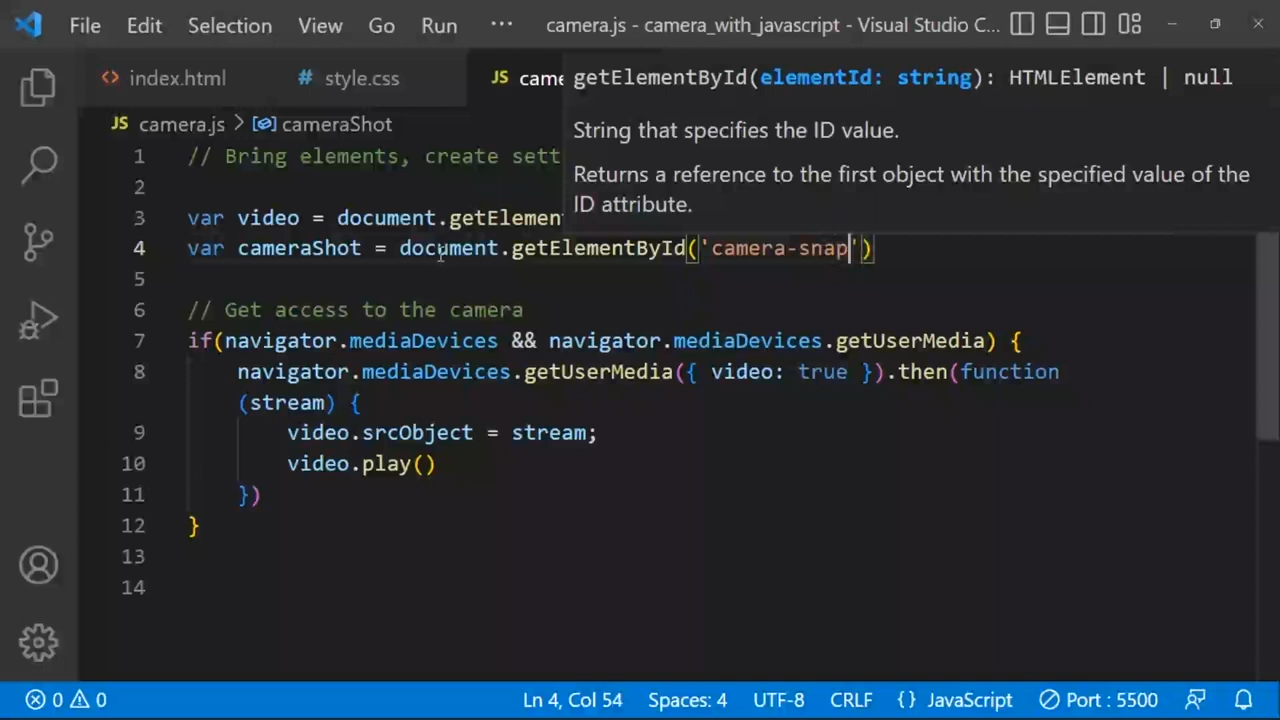 File Edit Selection View Go Run ··· camera.js - camera_with_javascript - Visual Studio C...
<> index.html # style.css JS came
JS camera.js > cameraShot
getElementById(elementId: string): HTMLElement | null
String that specifies the ID value.
Returns a reference to the first object with the specified value of the
ID attribute.
1 // Bring elements, create sett
2
3 var video = document.getElement
4 var cameraShot = document.getElementById('camera-snap')
5
6 // Get access to the camera
7 if(navigator.mediaDevices && navigator.mediaDevices.getUserMedia) {
8 navigator.mediaDevices.getUserMedia({ video: true }).then(function
(stream) {
9 video.srcObject = stream;
10 video.play()
11 })
12 }
13
14
0 0 Ln 4, Col 54 Spaces: 4 UTF-8 CRLF {} JavaScript Port : 5500